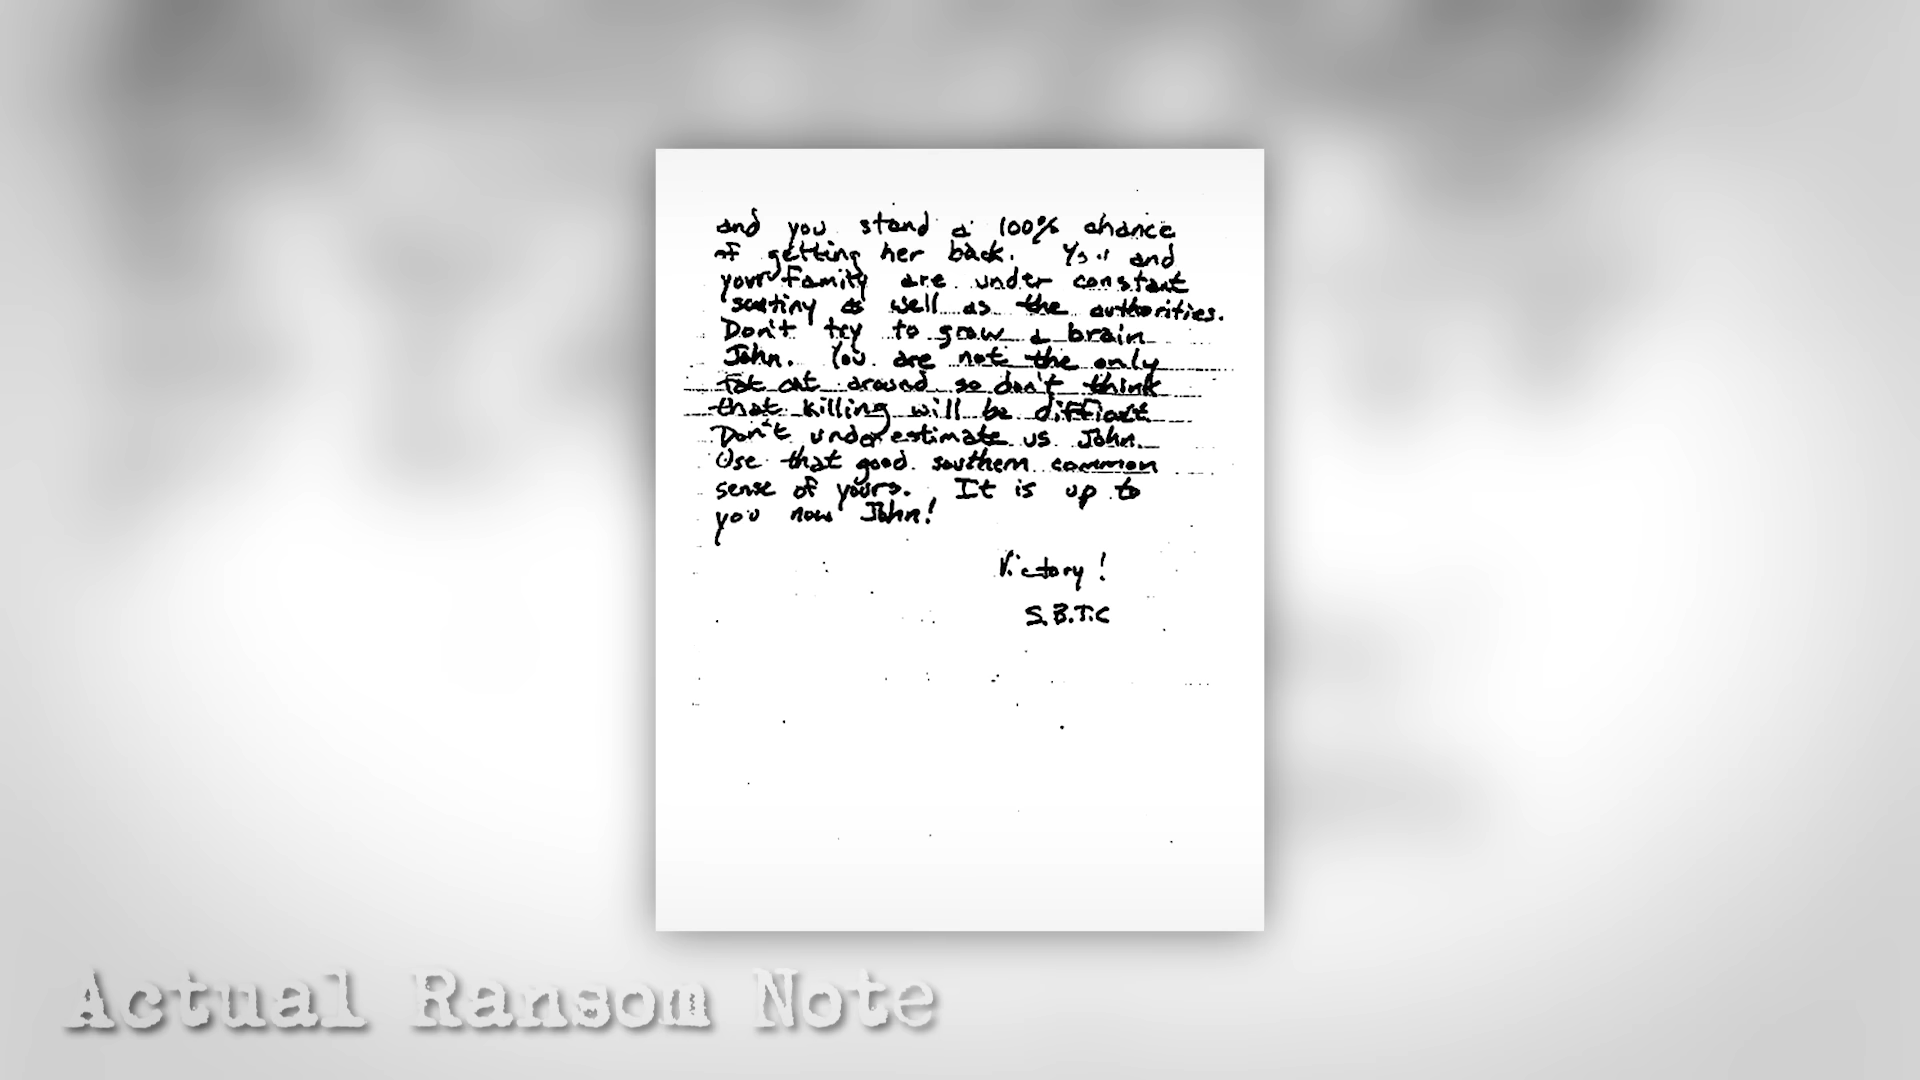 and you stand a 100% chance
of getting her back. You and
your family are under constant
scutiny as well as the authorities.
Don't try to grow a brain
John. You are not the only
fat cat around so don't think
that killing will be difficult.
Don't underestimate us John.
Use that good southern common
sense of yours. It is up to
you now John!
Victory!
S.B.T.C
Actual Ransom Note